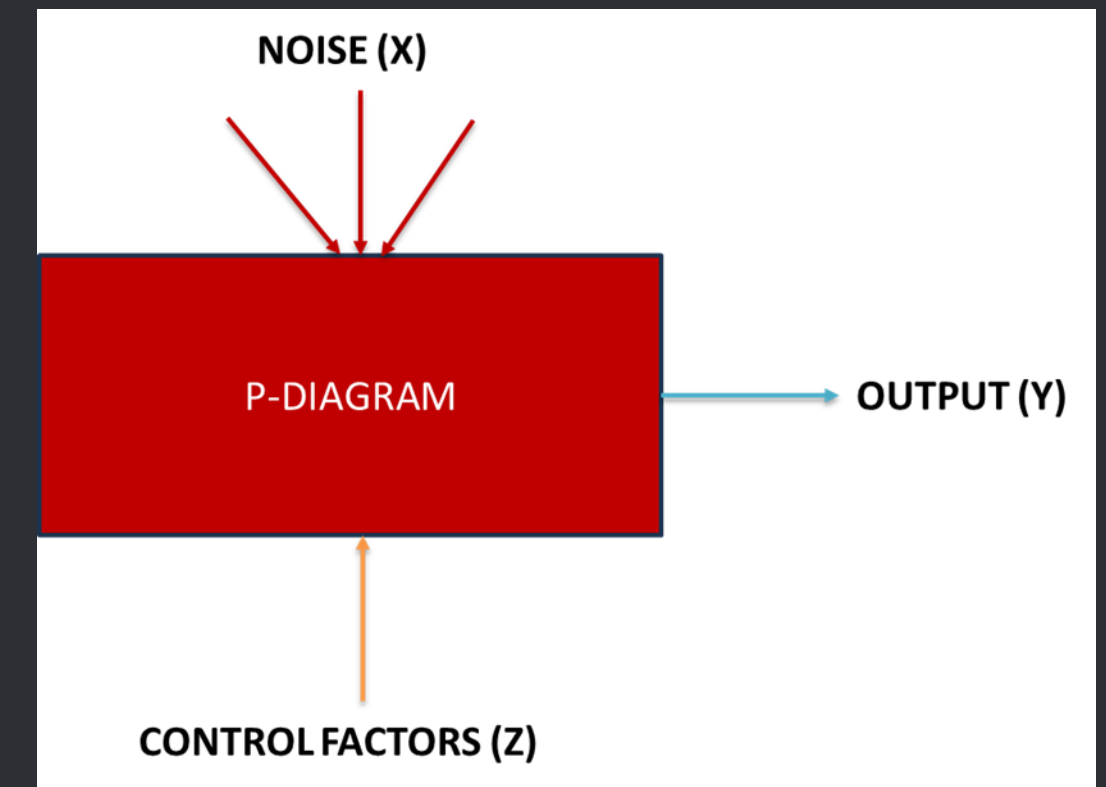 NOISE (X)
P-DIAGRAM
OUTPUT (Y)
CONTROL FACTORS (Z)